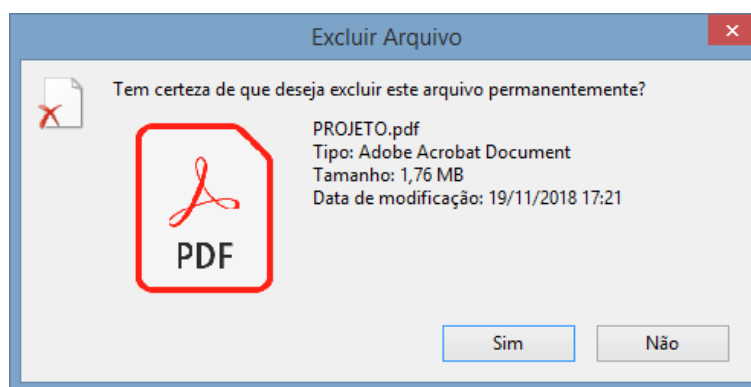 Excluir Arquivo
Tem certeza de que deseja excluir este arquivo permanentemente?
PROJETO.pdf
Tipo: Adobe Acrobat Document
Tamanho: 1,76 MB
Data de modificação: 19/11/2018 17:21
PDF
Sim Não